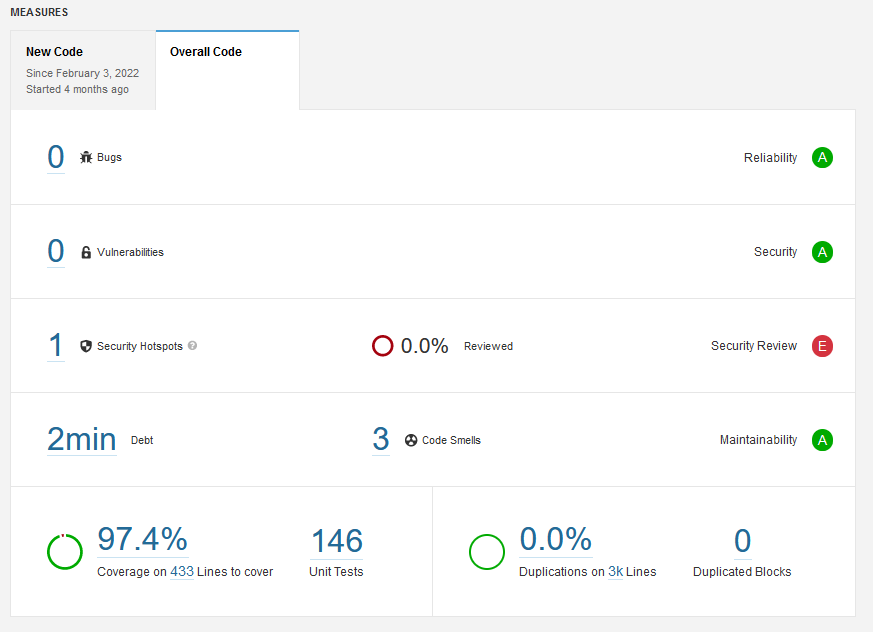 MEASURES
New Code
Since February 3, 2022
Started 4 months ago
Overall Code
0 Bugs Reliability A
0 Vulnerabilities Security A
1 Security Hotspots ? 0.0% Reviewed Security Review E
2min Debt 3 Code Smells Maintainability A
97.4% 146 0.0% 0
Coverage on 433 Lines to cover Unit Tests Duplications on 3k Lines Duplicated Blocks